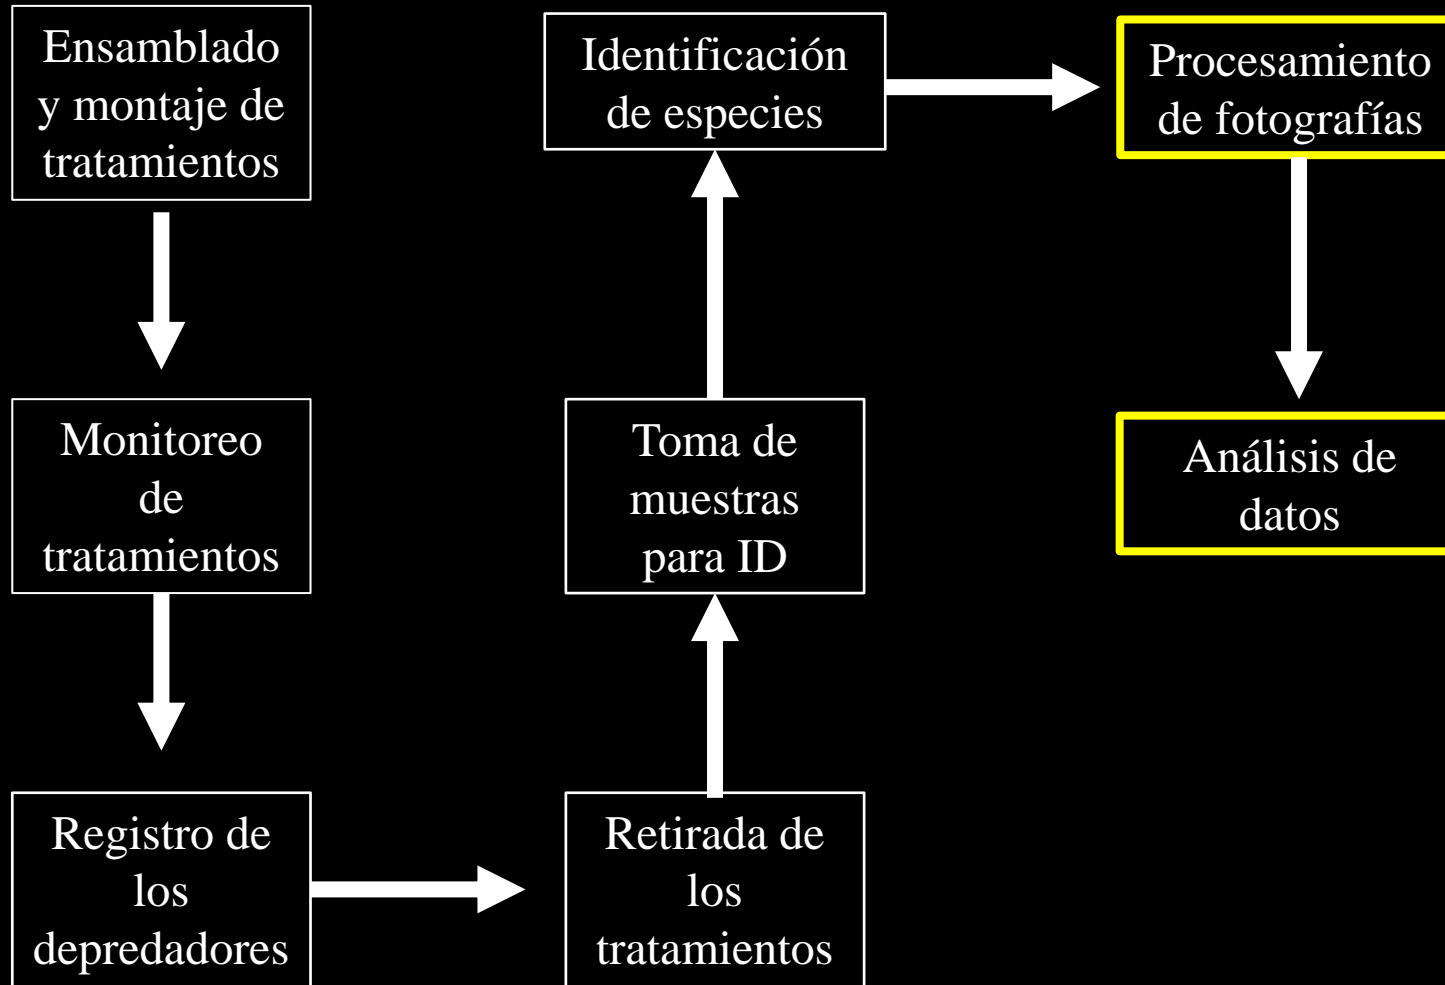 Ensamblado
y montaje de
tratamientos
Monitoreo
de
tratamientos
Registro de
los
depredadores
Retirada de
los
tratamientos
Toma de
muestras
para ID
Identificación
de especies
Procesamiento
de fotografías
Análisis de
datos